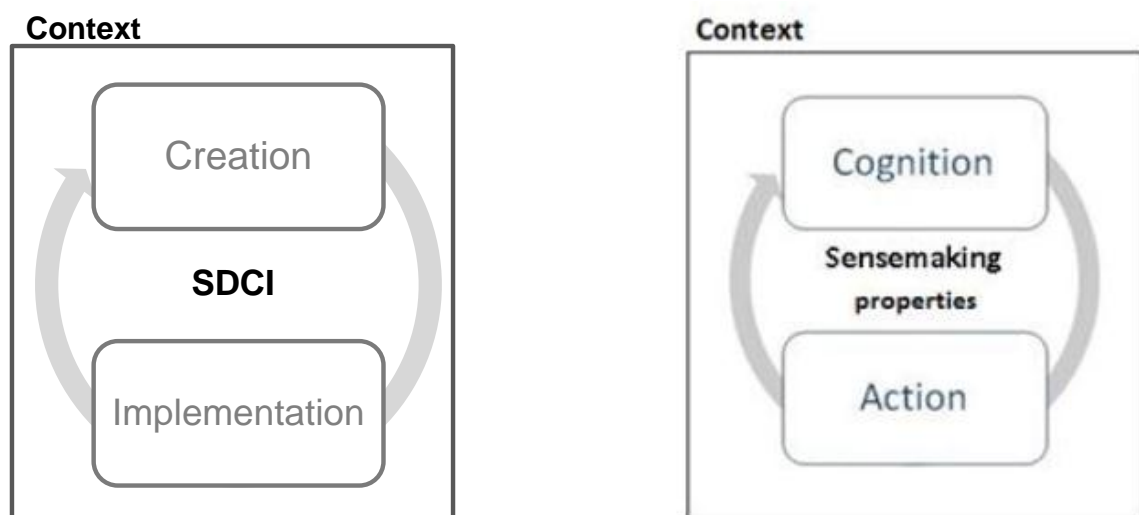 Context
Creation
SDCI
Implementation
Context
Cognition
Sensemaking
properties
Action